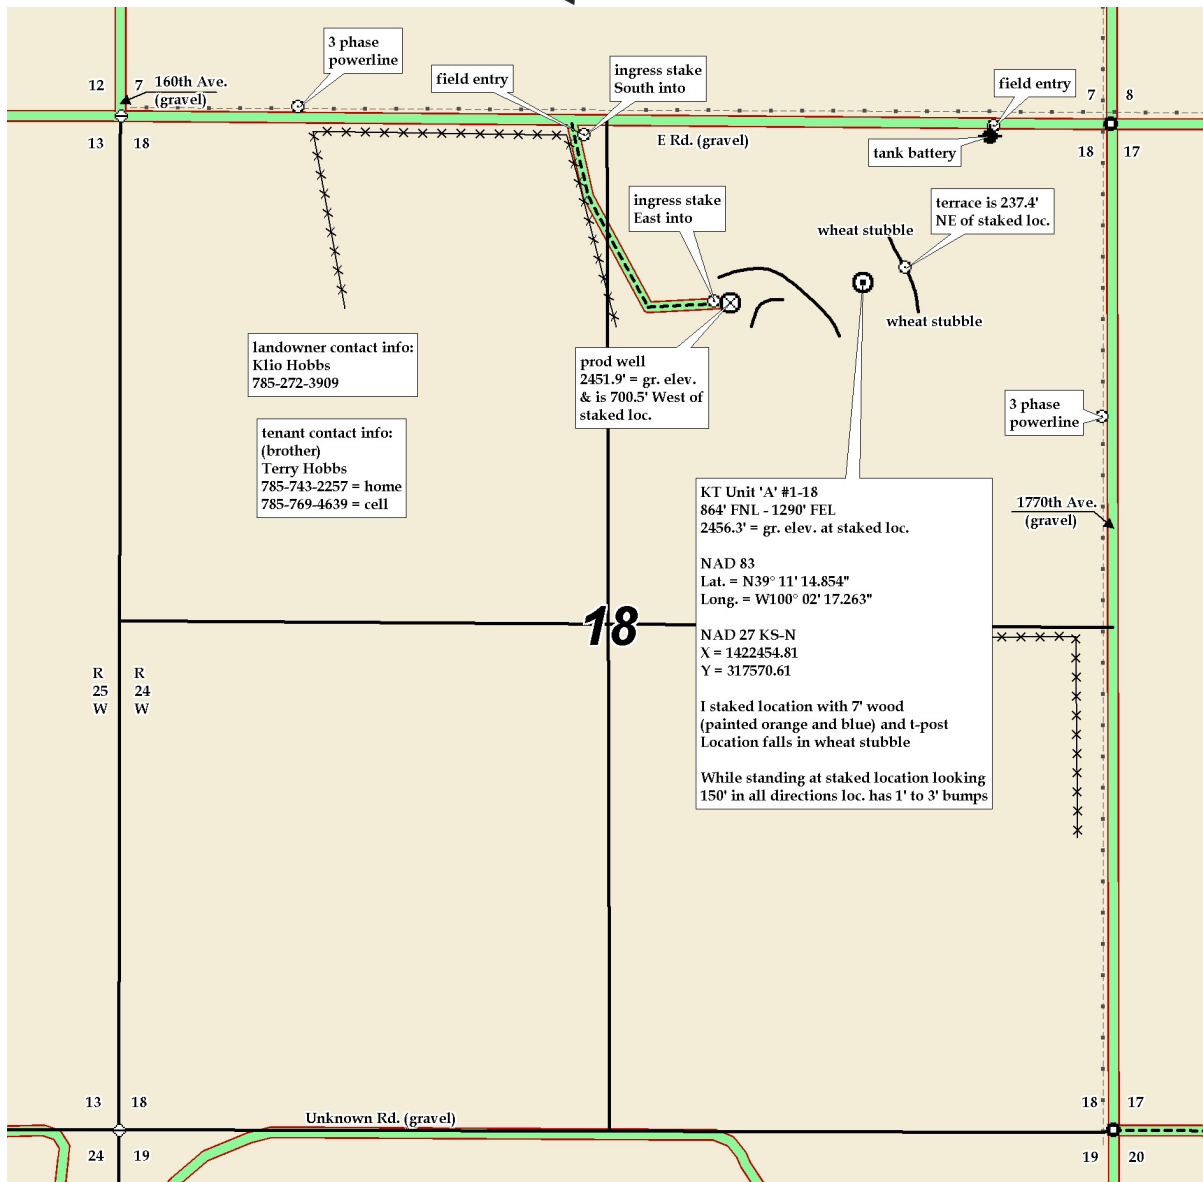 3 phase
powerline
field entry
ingress stake
South into
field entry
12
7
160th Ave.
(gravel)
7
8
13
18
E Rd. (gravel)
tank battery
18
17
ingress stake
East into
terrace is 237.4'
NE of staked loc.
wheat stubble
wheat stubble
landowner contact info:
Klio Hobbs
785-272-3909
prod well
2451.9' = gr. elev.
& is 700.5' West of
staked loc.
tenant contact info:
(brother)
Terry Hobbs
785-743-2257 = home
785-769-4639 = cell
3 phase
powerline
KT Unit 'A' #1-18
864' FNL - 1290' FEL
2456.3' = gr. elev. at staked loc.
NAD 83
Lat. = N39° 11' 14.854"
Long. = W100° 02' 17.263"
NAD 27 KS-N
X = 1422454.81
Y = 317570.61
I staked location with 7' wood
(painted orange and blue) and t-post
Location falls in wheat stubble
While standing at staked location looking
150' in all directions loc. has 1' to 3' bumps
1770th Ave.
(gravel)
18
R
25
W
R
24
W
13
18
Unknown Rd. (gravel)
18
17
24
19
19
20